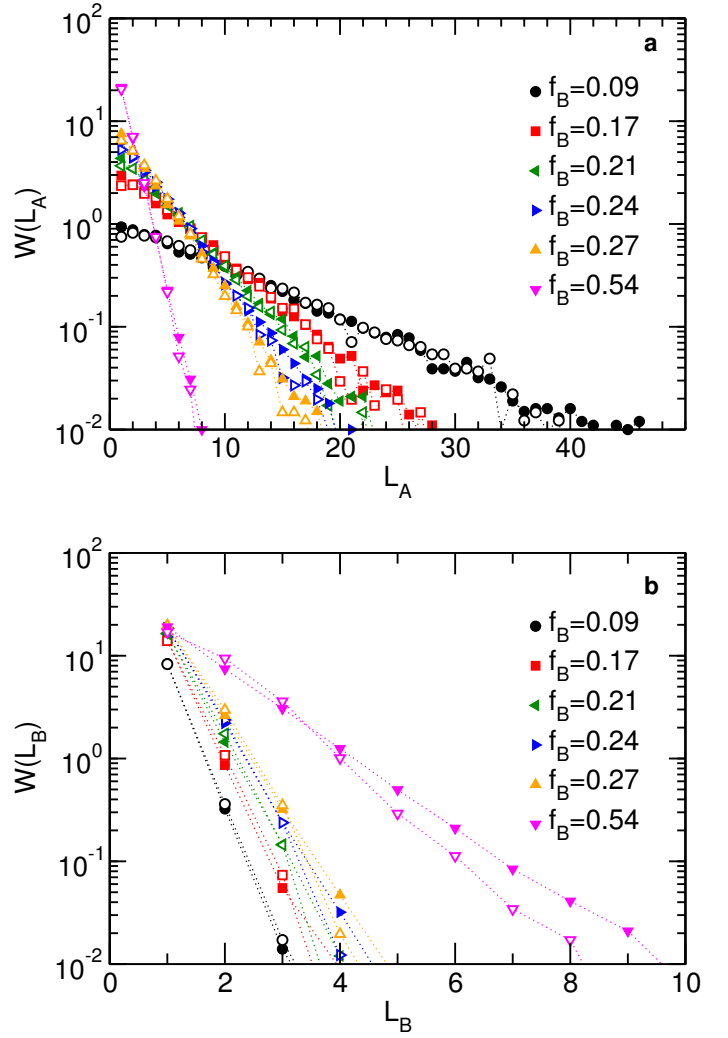 10^2
a
f_B=0.09
10^1
f_B=0.17
f_B=0.21
W(L_A)
10^0
f_B=0.24
f_B=0.27
f_B=0.54
10^-1
10^-2
0 10 20 30 40
L_A
10^2
b
f_B=0.09
10^1
f_B=0.17
f_B=0.21
W(L_B)
10^0
f_B=0.24
f_B=0.27
f_B=0.54
10^-1
10^-2
0 2 4 6 8 10
L_B